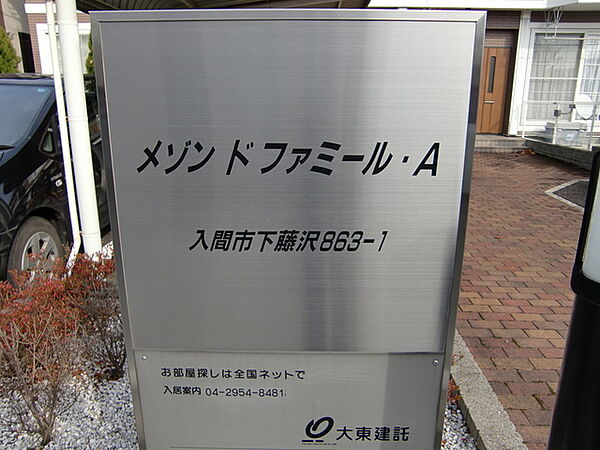 メゾン ド ファミール・A
入間市下藤沢863-1
お部屋探しは全国ネットで
入居案内 04-2954-8481
大東建託